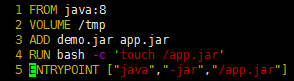 1 FROM java:8
2 VOLUME /tmp
3 ADD demo.jar app.jar
4 RUN bash -c 'touch /app.jar'
5 ENTRYPOINT ["java","-jar","/app.jar"]